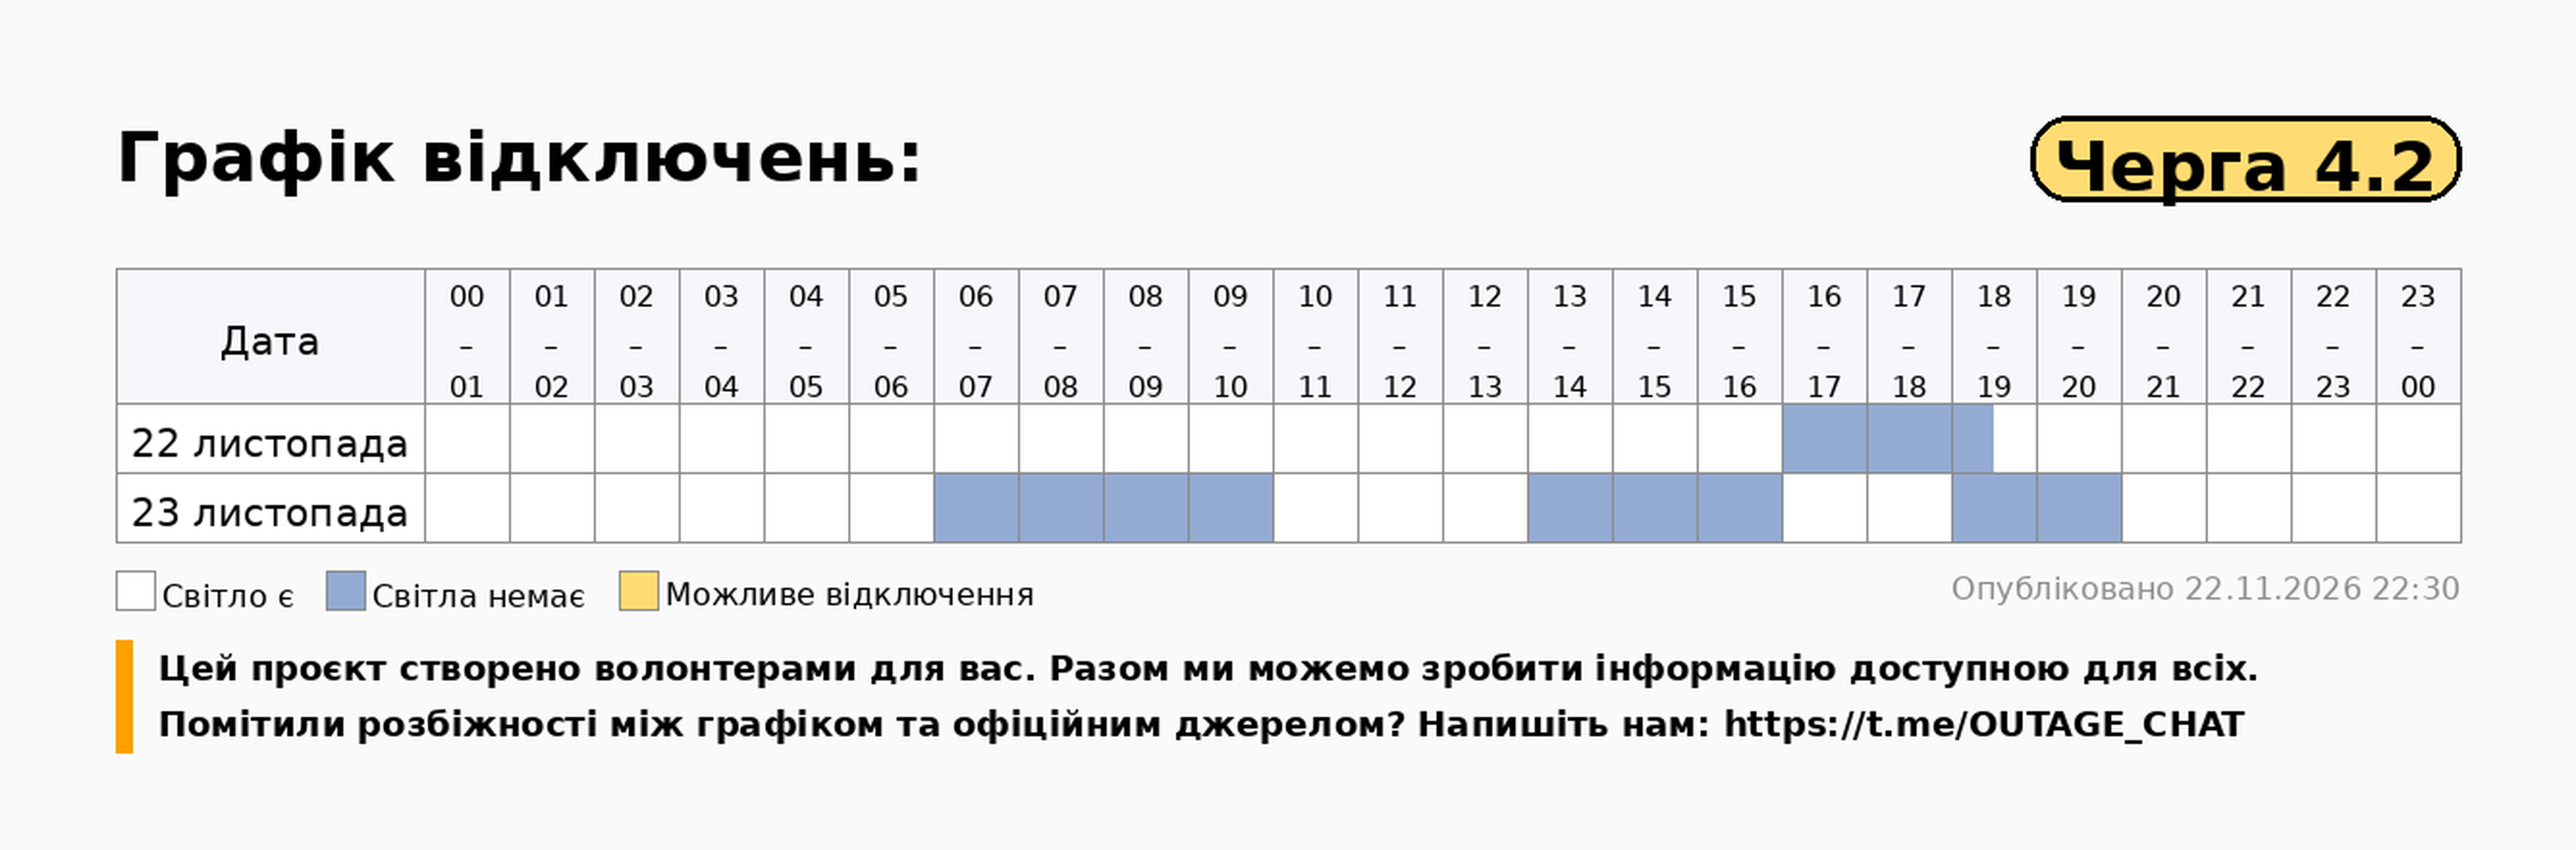 Графік відключень:
Черга 4.2
Дата
00 – 01
01 – 02
02 – 03
03 – 04
04 – 05
05 – 06
06 – 07
07 – 08
08 – 09
09 – 10
10 – 11
11 – 12
12 – 13
13 – 14
14 – 15
15 – 16
16 – 17
17 – 18
18 – 19
19 – 20
20 – 21
21 – 22
22 – 23
23 – 00
22 листопада
23 листопада
Світло є
Світла немає
Можливе відключення
Опубліковано 22.11.2026 22:30
Цей проєкт створено волонтерами для вас. Разом ми можемо зробити інформацію доступною для всіх.
Помітили розбіжності між графіком та офіційним джерелом? Напишіть нам: https://t.me/OUTAGE_CHAT